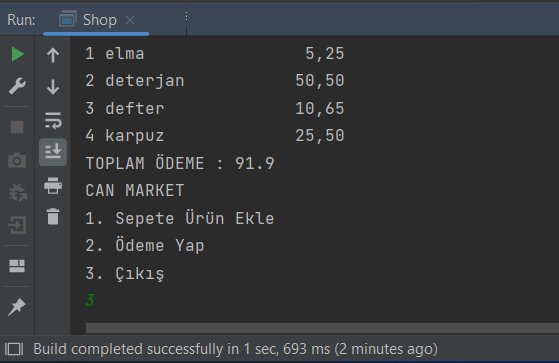 Run: Shop
1 elma 5,25
2 deterjan 50,50
3 defter 10,65
4 karpuz 25,50
TOPLAM ÖDEME : 91.9
CAN MARKET
1. Sepete Ürün Ekle
2. Ödeme Yap
3. Çıkış
3
Build completed successfully in 1 sec, 693 ms (2 minutes ago)